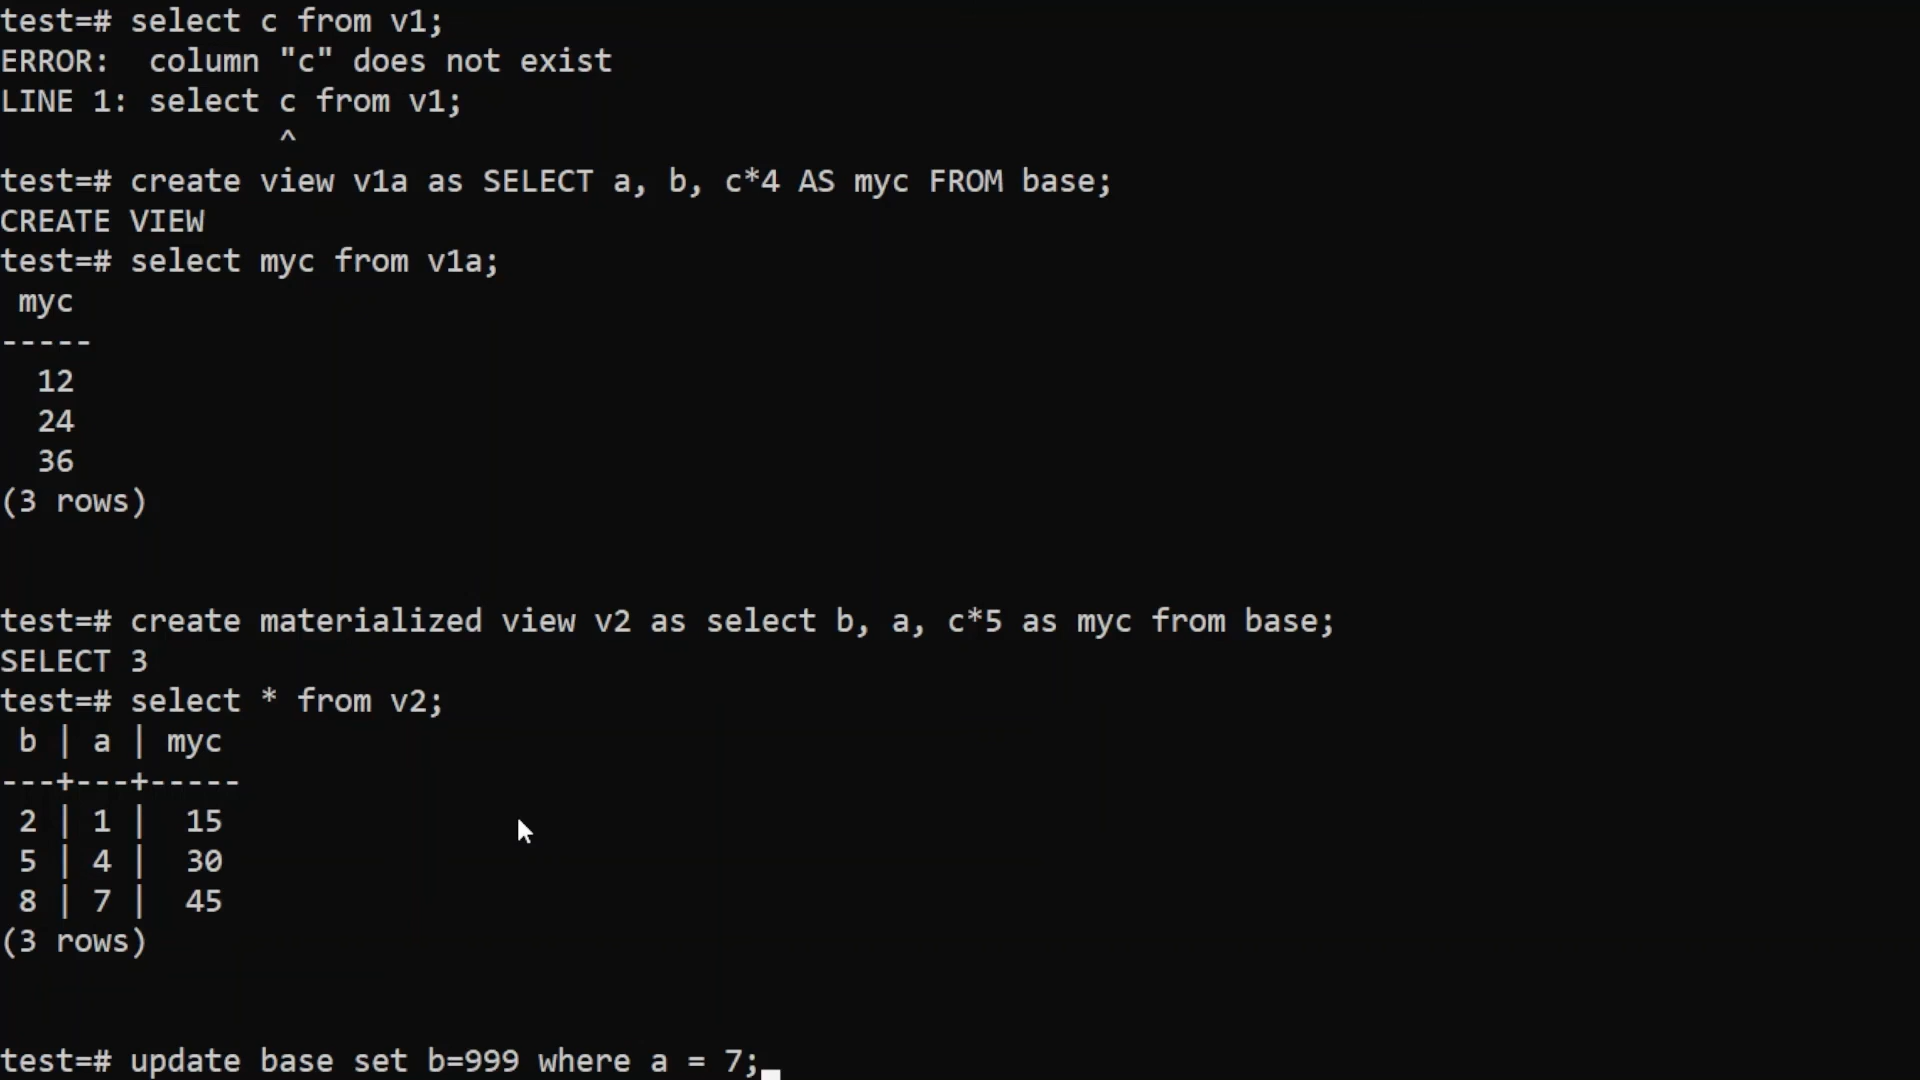 test=# select c from v1;
ERROR:  column "c" does not exist
LINE 1: select c from v1;
               ^
test=# create view v1a as SELECT a, b, c*4 AS myc FROM base;
CREATE VIEW
test=# select myc from v1a;
 myc
-----
  12
  24
  36
(3 rows)
test=# create materialized view v2 as select b, a, c*5 as myc from base;
SELECT 3
test=# select * from v2;
 b | a | myc
---+---+-----
 2 | 1 |  15
 5 | 4 |  30
 8 | 7 |  45
(3 rows)
test=# update base set b=999 where a = 7;